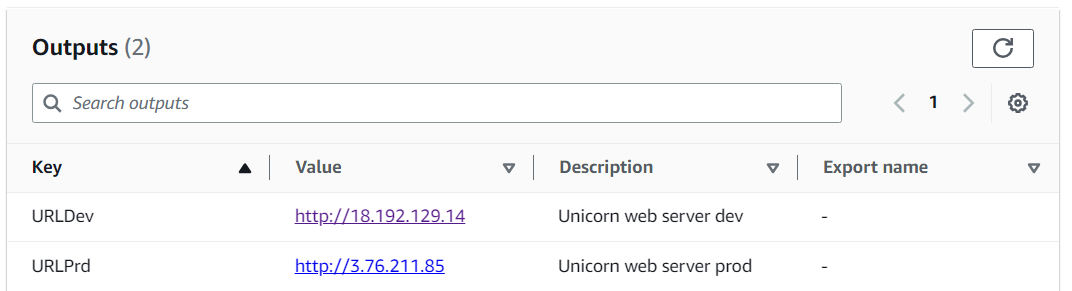 Outputs (2)
Search outputs
1
Key Value Description Export name
URLDev http://18.192.129.14 Unicorn web server dev -
URLPrd http://3.76.211.85 Unicorn web server prod -